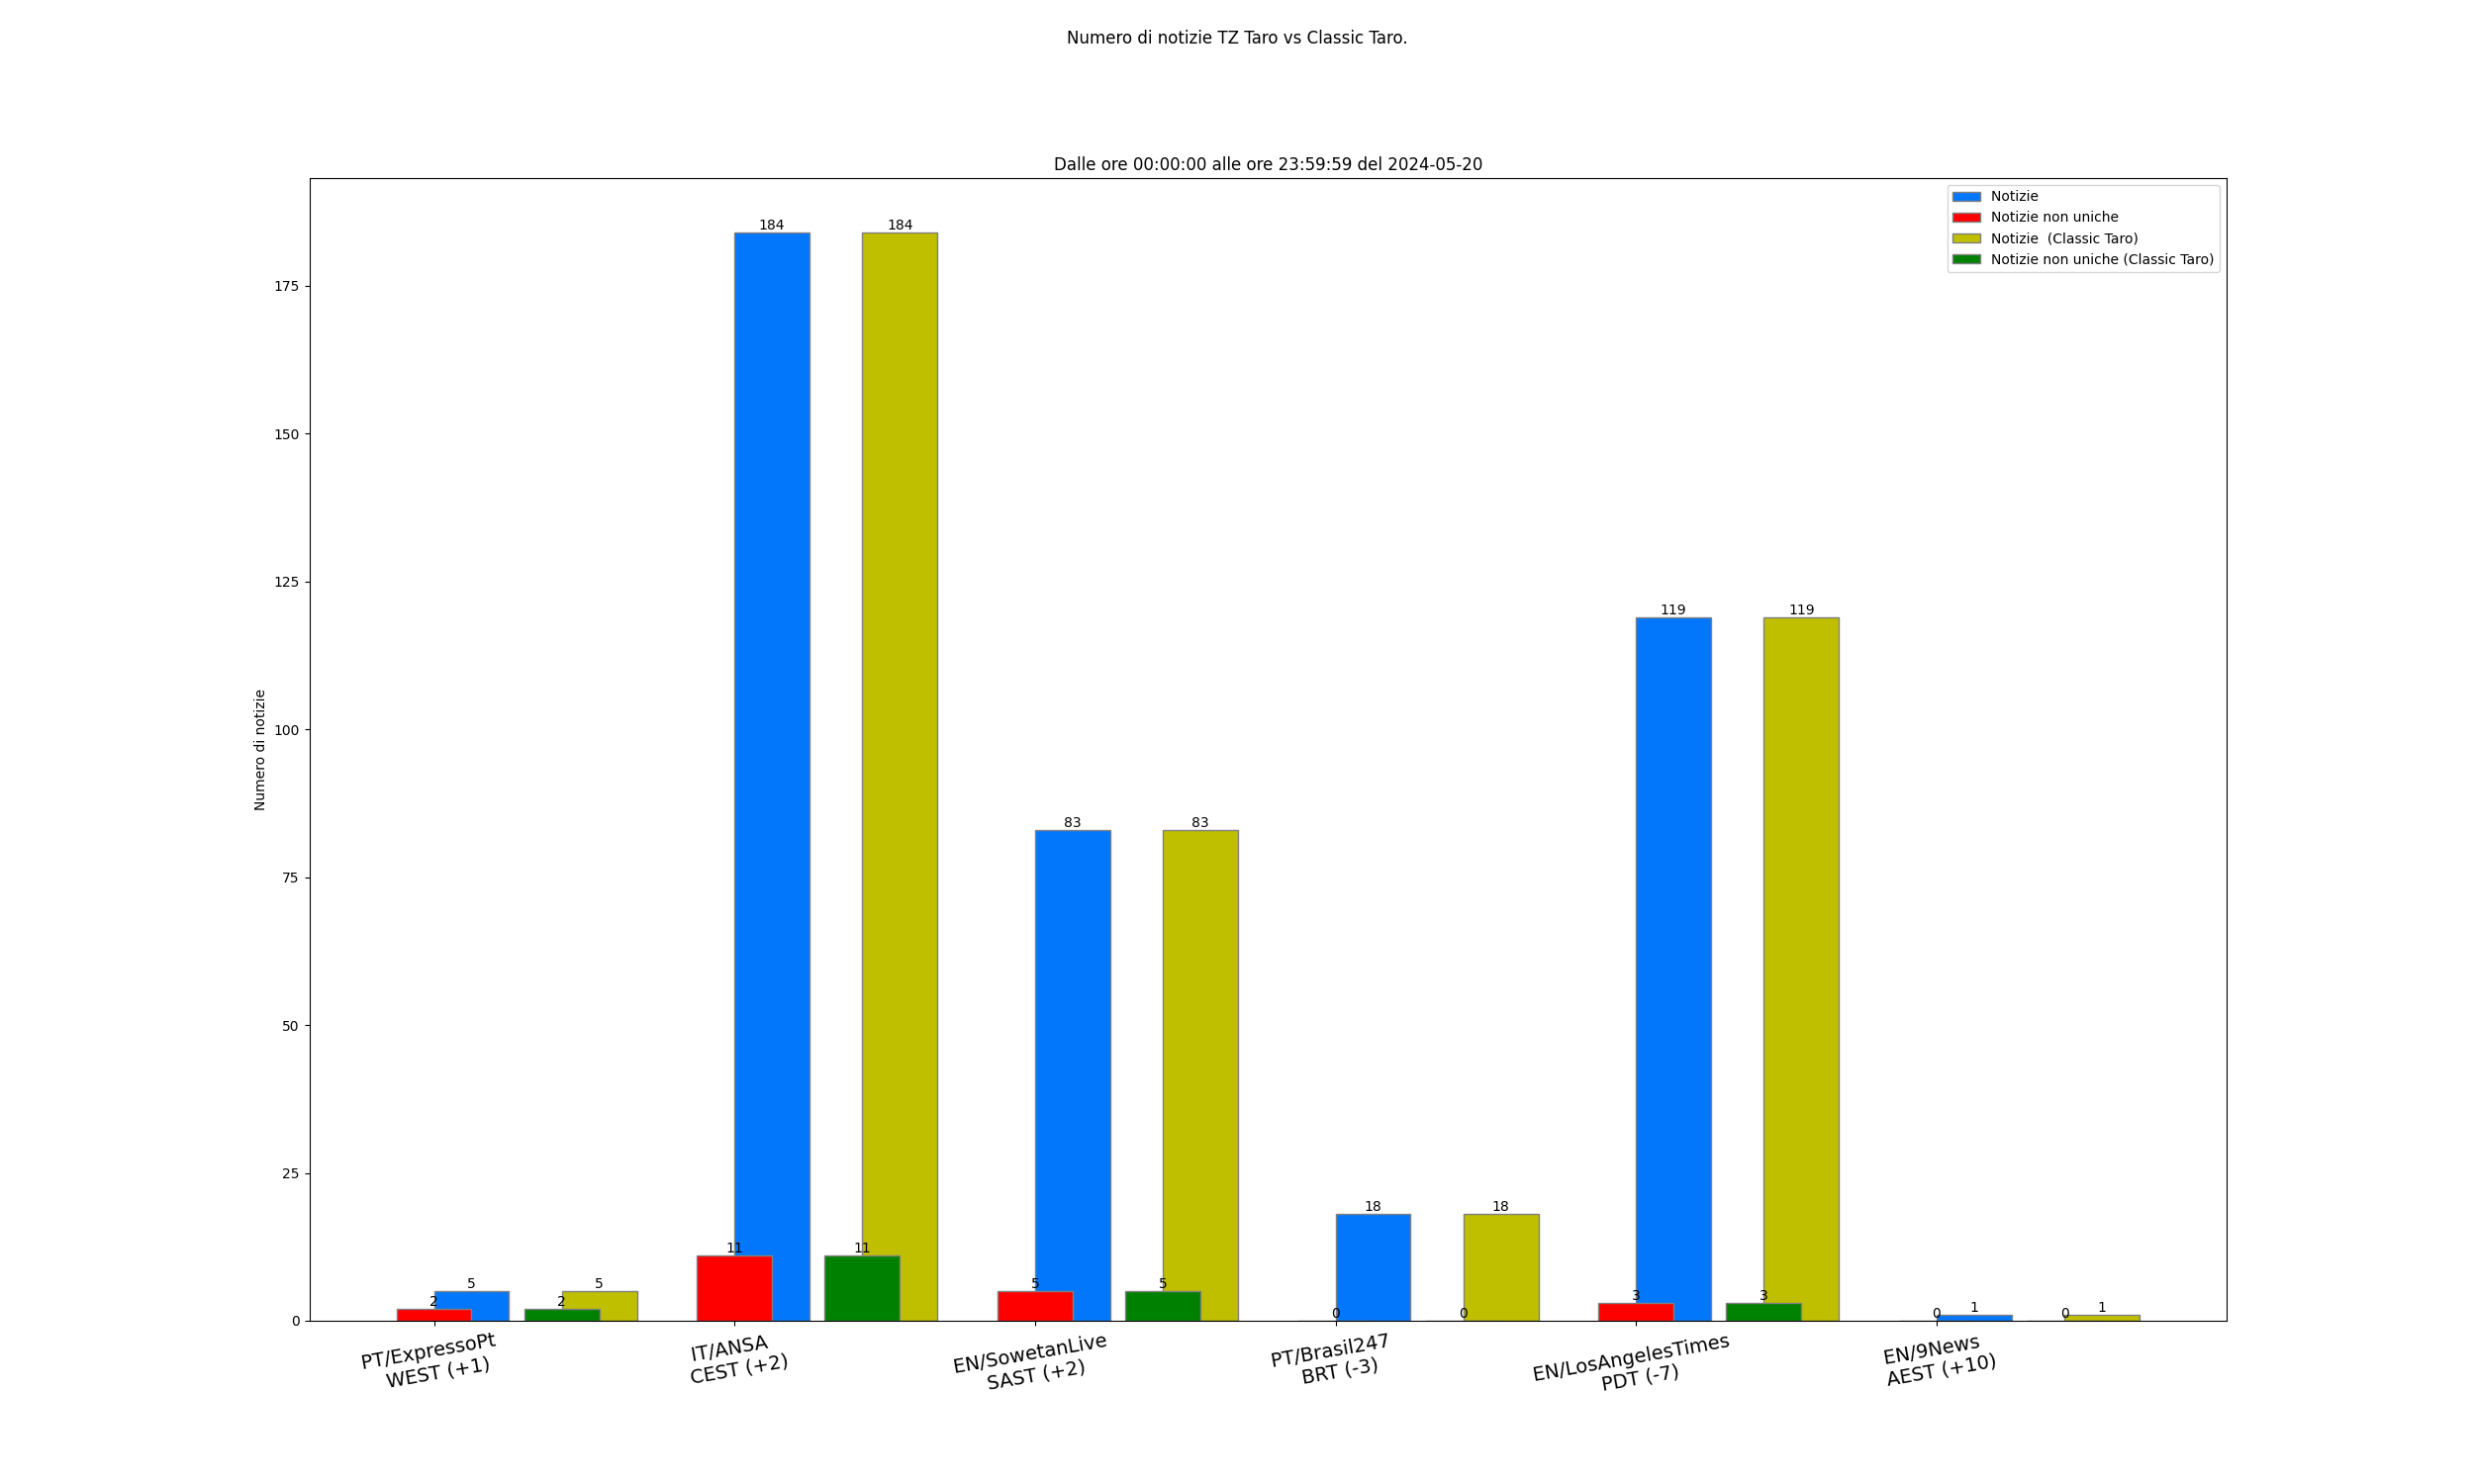 Numero di notizie TZ Taro vs Classic Taro.
Dalle ore 00:00:00 alle ore 23:59:59 del 2024-05-20
Notizie
Notizie non uniche
Notizie  (Classic Taro)
Notizie non uniche (Classic Taro)
Numero di notizie
175
150
125
100
75
50
25
0
2
5
2
5
11
184
11
184
5
83
5
83
0
18
0
18
3
119
3
119
0
1
0
1
PT/ExpressoPt
WEST (+1)
IT/ANSA
CEST (+2)
EN/SowetanLive
SAST (+2)
PT/Brasil247
BRT (-3)
EN/LosAngelesTimes
PDT (-7)
EN/9News
AEST (+10)